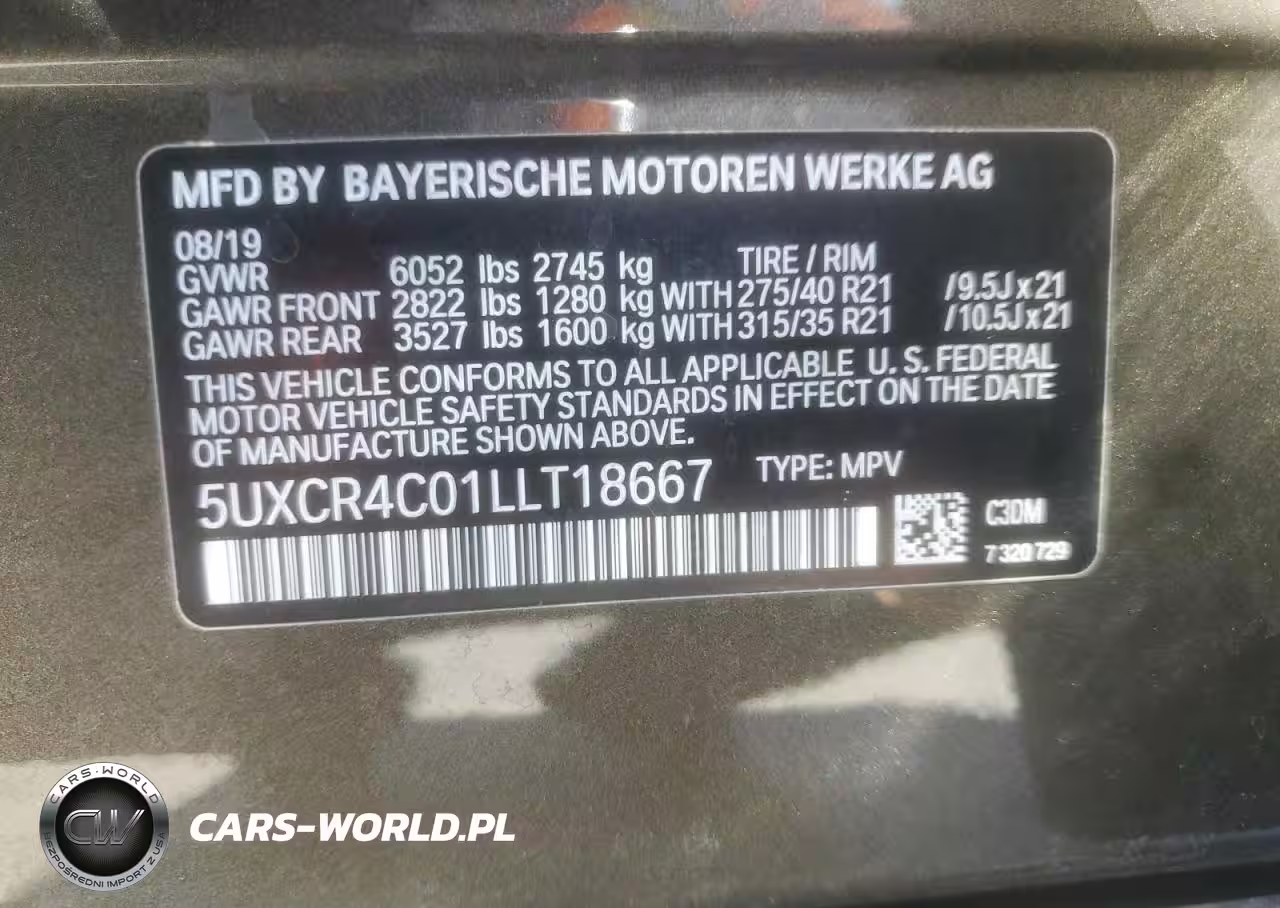 MFD BY BAYERISCHE MOTOREN WERKE AG
08/19
GVWR 6052 lbs 2745 kg TIRE / RIM
GAWR FRONT 2822 lbs 1280 kg WITH 275/40 R21 /9.5J x 21
GAWR REAR 3527 lbs 1600 kg WITH 315/35 R21 /10.5J x 21
THIS VEHICLE CONFORMS TO ALL APPLICABLE U. S. FEDERAL
MOTOR VEHICLE SAFETY STANDARDS IN EFFECT ON THE DATE
OF MANUFACTURE SHOWN ABOVE.
5UXCR4C01LLT18667 TYPE: MPV
C3DM
7 320 729
CARS-WORLD
CW
BEZPOŚREDNI IMPORT Z USA
CARS-WORLD.PL